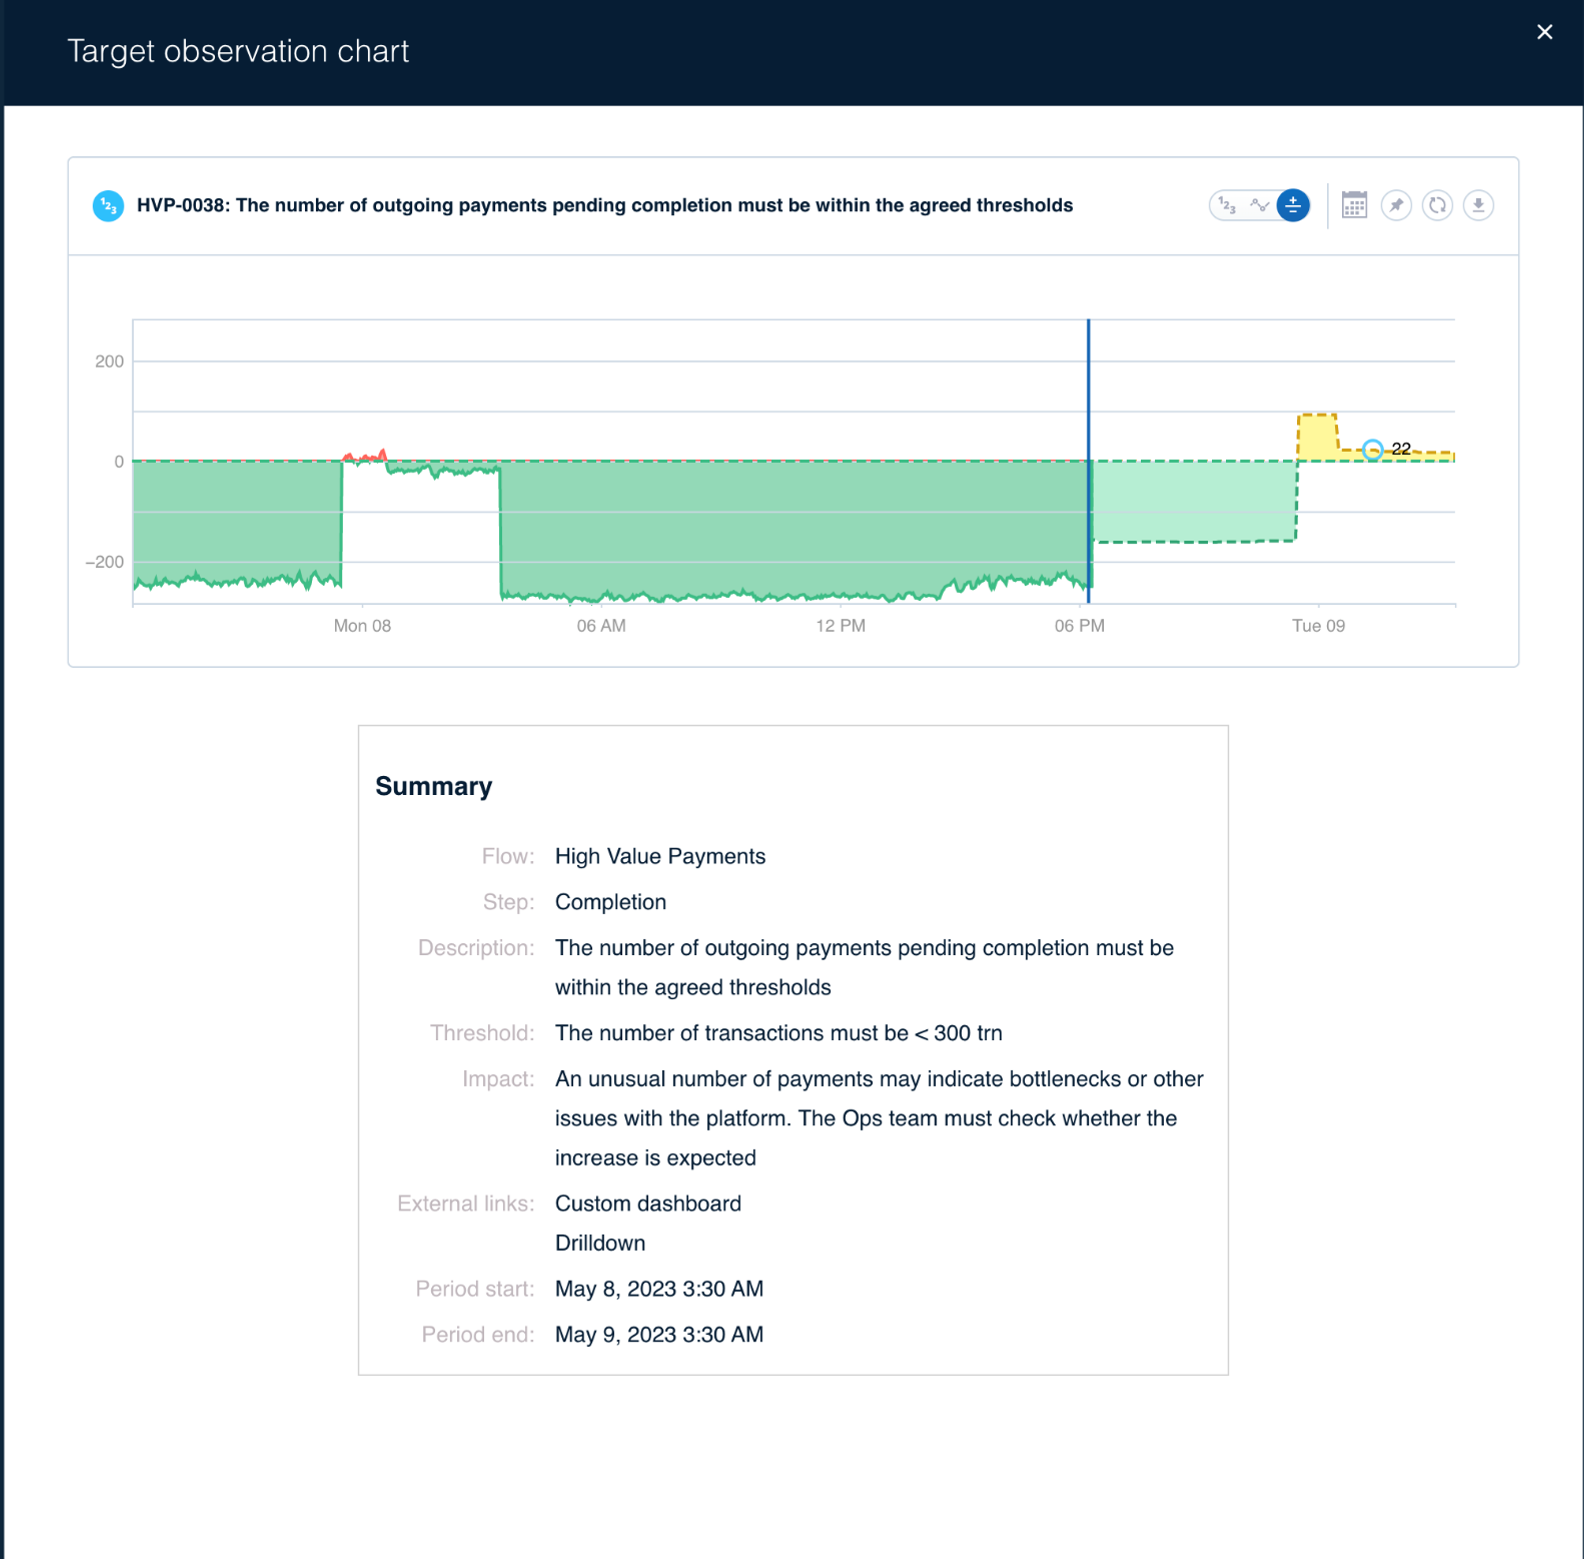 Target observation chart
HVP-0038: The number of outgoing payments pending completion must be within the agreed thresholds
200
0
−200
22
Mon 08
06 AM
12 PM
06 PM
Tue 09
Summary
Flow: High Value Payments
Step: Completion
Description: The number of outgoing payments pending completion must be
within the agreed thresholds
Threshold: The number of transactions must be < 300 trn
Impact: An unusual number of payments may indicate bottlenecks or other
issues with the platform. The Ops team must check whether the
increase is expected
External links: Custom dashboard
Drilldown
Period start: May 8, 2023 3:30 AM
Period end: May 9, 2023 3:30 AM